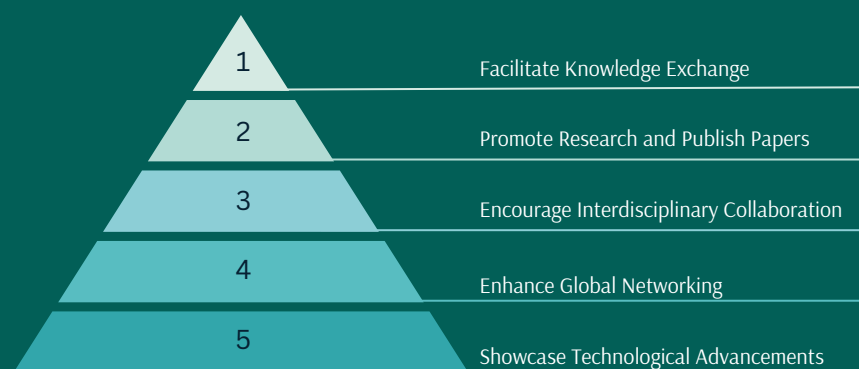 1
Facilitate Knowledge Exchange
2
Promote Research and Publish Papers
3
Encourage Interdisciplinary Collaboration
4
Enhance Global Networking
5
Showcase Technological Advancements